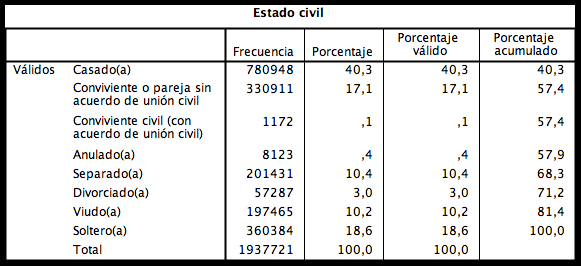 Estado civil
Frecuencia Porcentaje Porcentaje válido Porcentaje acumulado
Válidos Casado(a) 780948 40,3 40,3 40,3
Conviviente o pareja sin acuerdo de unión civil 330911 17,1 17,1 57,4
Conviviente civil (con acuerdo de unión civil) 1172 ,1 ,1 57,4
Anulado(a) 8123 ,4 ,4 57,9
Separado(a) 201431 10,4 10,4 68,3
Divorciado(a) 57287 3,0 3,0 71,2
Viudo(a) 197465 10,2 10,2 81,4
Soltero(a) 360384 18,6 18,6 100,0
Total 1937721 100,0 100,0